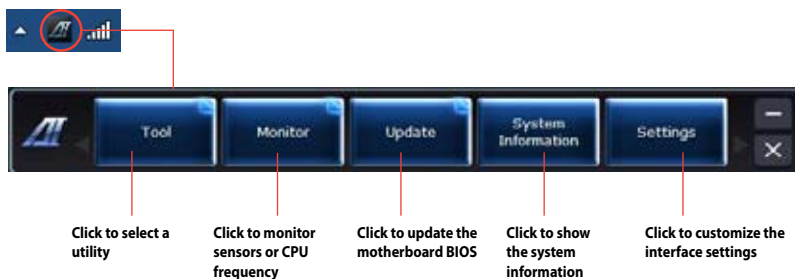 Tool
Monitor
Update
System
Information
Settings
Click to select a
utility
Click to monitor
sensors or CPU
frequency
Click to update the
motherboard BIOS
Click to show
the system
information
Click to customize the
interface settings